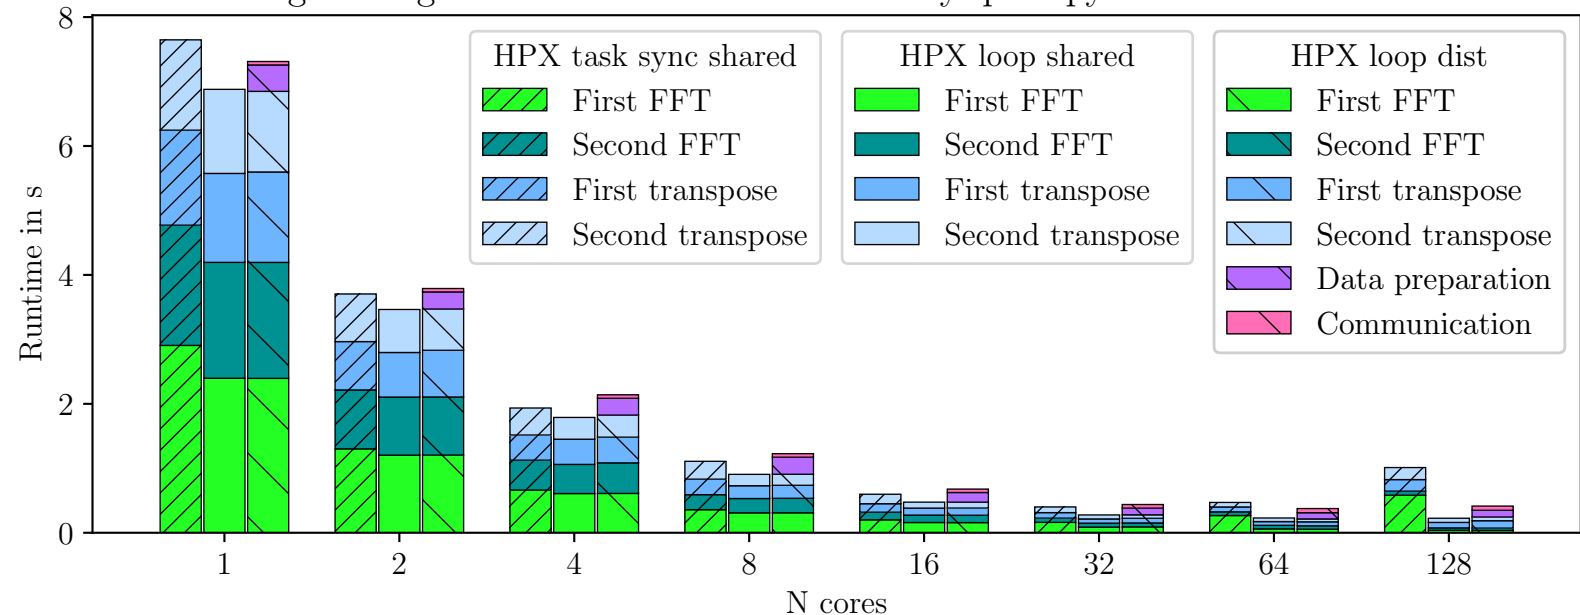 8
6
4
2
0
Runtime in s
HPX task sync shared
First FFT
Second FFT
First transpose
Second transpose
HPX loop shared
First FFT
Second FFT
First transpose
Second transpose
HPX loop dist
First FFT
Second FFT
First transpose
Second transpose
Data preparation
Communication
1 2 4 8 16 32 64 128
N cores